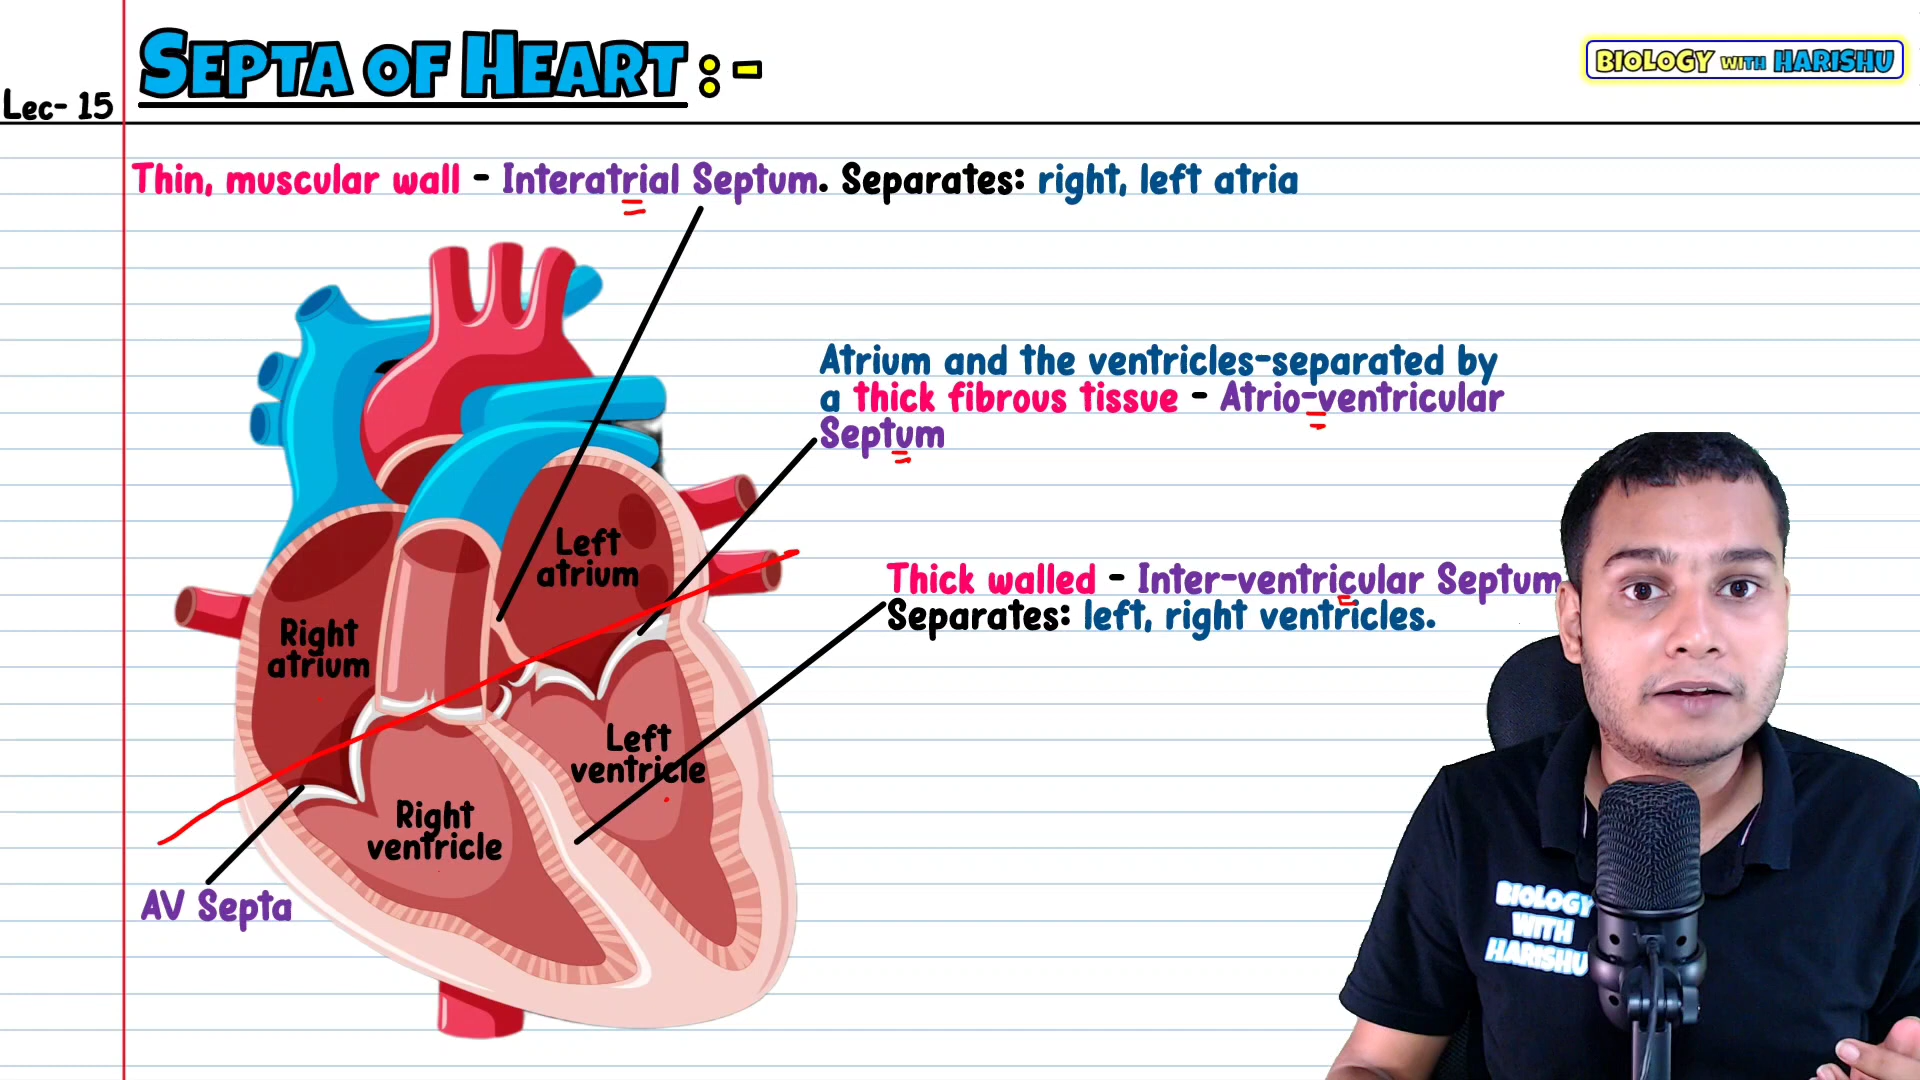 SEPTA OF HEART :-
BIOLOGY WITH HARISHU
Lec- 15
Thin, muscular wall - Interatrial Septum. Separates: right, left atria
Atrium and the ventricles-separated by
a thick fibrous tissue - Atrio-ventricular
Septum
Left
atrium
Thick walled - Inter-ventricular Septum
Separates: left, right ventricles.
Right
atrium
Left
ventricle
Right
ventricle
AV Septa
BIOLOGY
WITH
HARISHU